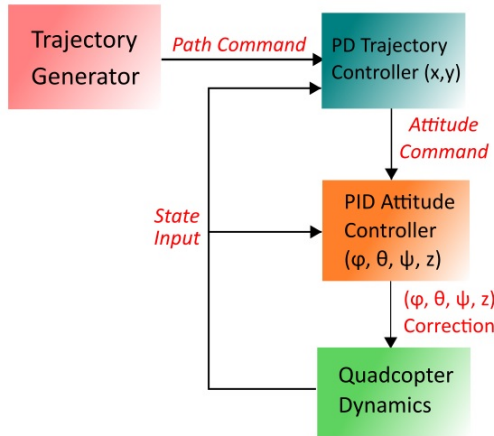 Trajectory
Generator
Path Command
PD Trajectory
Controller (x,y)
Attitude
Command
State
Input
PID Attitude
Controller
(φ, θ, ψ, z)
(φ, θ, ψ, z)
Correction
Quadcopter
Dynamics